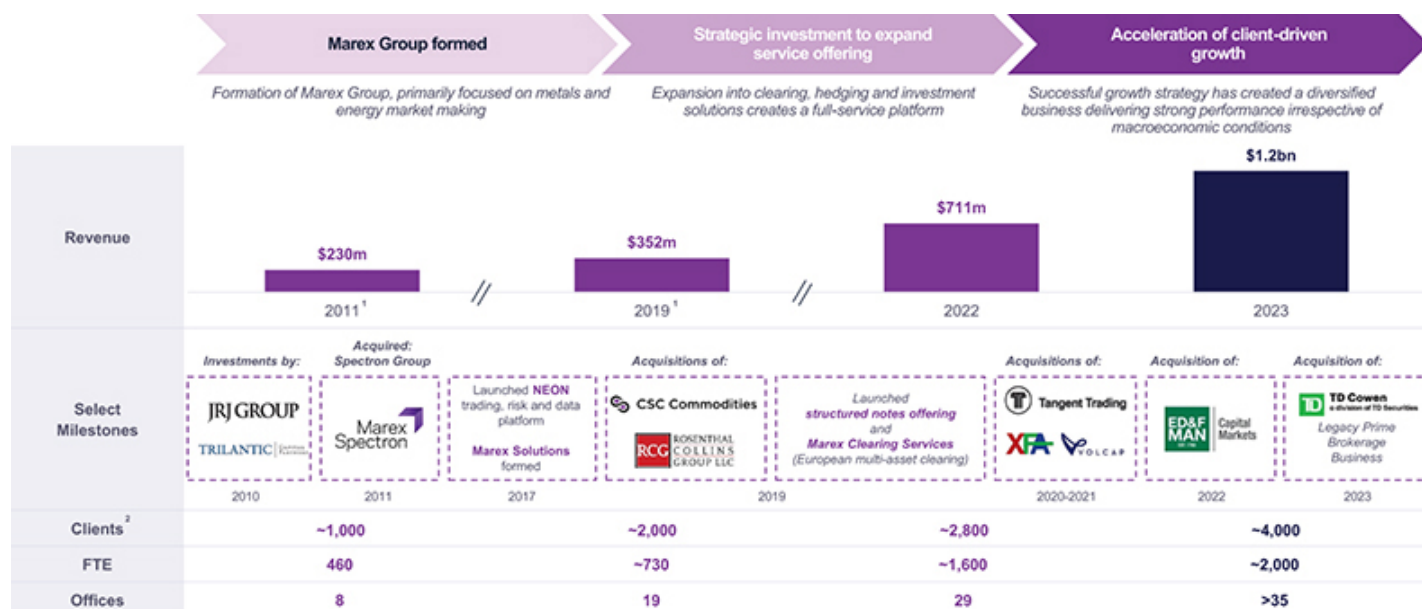 Marex Group formed
Strategic investment to expand
service offering
Acceleration of client-driven
growth
Formation of Marex Group, primarily focused on metals and
energy market making
Expansion into clearing, hedging and investment
solutions creates a full-service platform
Successful growth strategy has created a diversified
business delivering strong performance irrespective of
macroeconomic conditions
Revenue
$230m
$352m
$711m
$1.2bn
2011 1
2019 1
2022
2023
Select
Milestones
Investments by:
JRJ GROUP
TRILANTIC
2010
Acquired:
Spectron Group
Marex
Spectron
2011
Launched NEON
trading, risk and data
platform
Marex Solutions
formed
2017
Acquisitions of:
CSC Commodities
RCG ROSENTHAL
COLLINS
GROUP LLC
Launched
structured notes offering
and
Marex Clearing Services
(European multi-asset clearing)
2019
Acquisitions of:
Tangent Trading
XFA VOLCAP
2020-2021
Acquisition of:
ED&F
MAN
Capital
Markets
2022
Acquisition of:
TD TD Cowen
a division of TD Securities
Legacy Prime
Brokerage
Business
2023
Clients 2
~1,000
~2,000
~2,800
~4,000
FTE
460
~730
~1,600
~2,000
Offices
8
19
29
>35